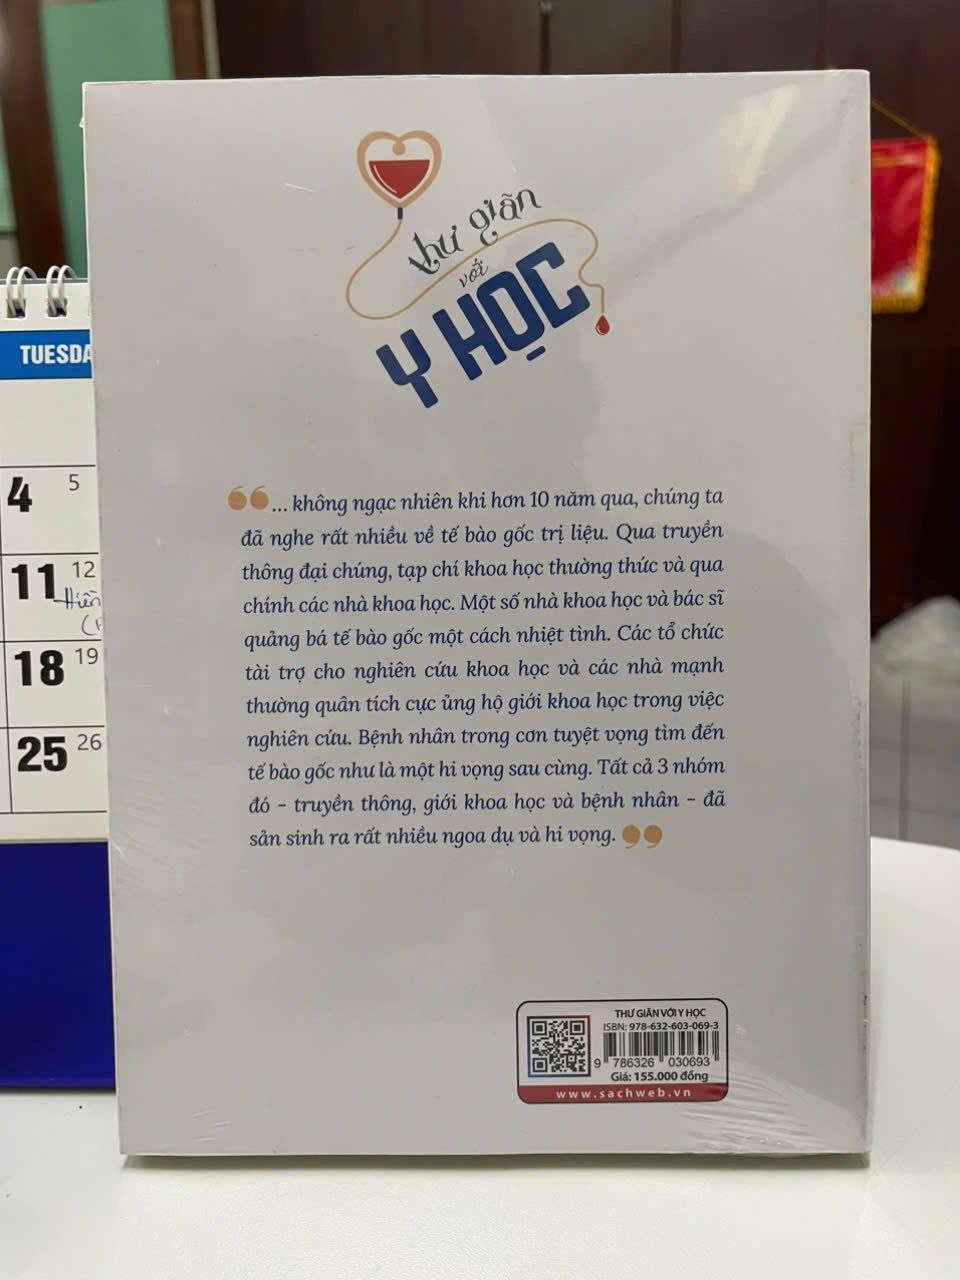 thư giãn
với
Y HỌC
TUESDA
4 5
11 12
Hiền
18 19
25 26
... không ngạc nhiên khi hơn 10 năm qua, chúng ta
đã nghe rất nhiều về tế bào gốc trị liệu. Qua truyền
thông đại chúng, tạp chí khoa học thường thức và qua
chính các nhà khoa học. Một số nhà khoa học và bác sĩ
quảng bá tế bào gốc một cách nhiệt tình. Các tổ chức
tài trợ cho nghiên cứu khoa học và các nhà mạnh
thường quân tích cực ủng hộ giới khoa học trong việc
nghiên cứu. Bệnh nhân trong cơn tuyệt vọng tìm đến
tế bào gốc như là một hi vọng sau cùng. Tất cả 3 nhóm
đó - truyền thông, giới khoa học và bệnh nhân - đã
sản sinh ra rất nhiều ngoa dụ và hi vọng.
THƯ GIÃN VỚI Y HỌC
ISBN: 978-632-603-069-3
9 786326 030693
Giá: 155.000 đồng
www.sachweb.vn